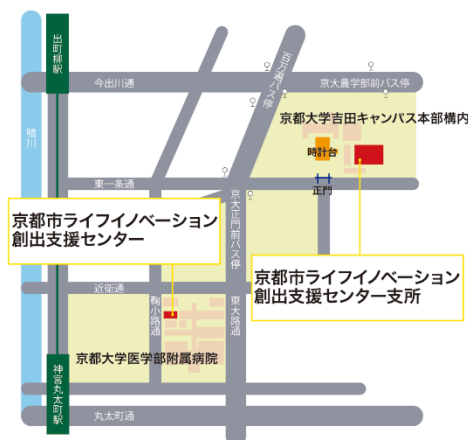 出町柳駅
百万遍バス停
今出川通
京大農学部前バス停
京都大学吉田キャンパス本部構内
時計台
鴨川
東一条通
正門
京大正門前バス停
京都市ライフイノベーション
創出支援センター
京都市ライフイノベーション
創出支援センター支所
近衛通
鞠小路通
東大路通
京都大学医学部附属病院
神宮丸太町駅
丸太町通